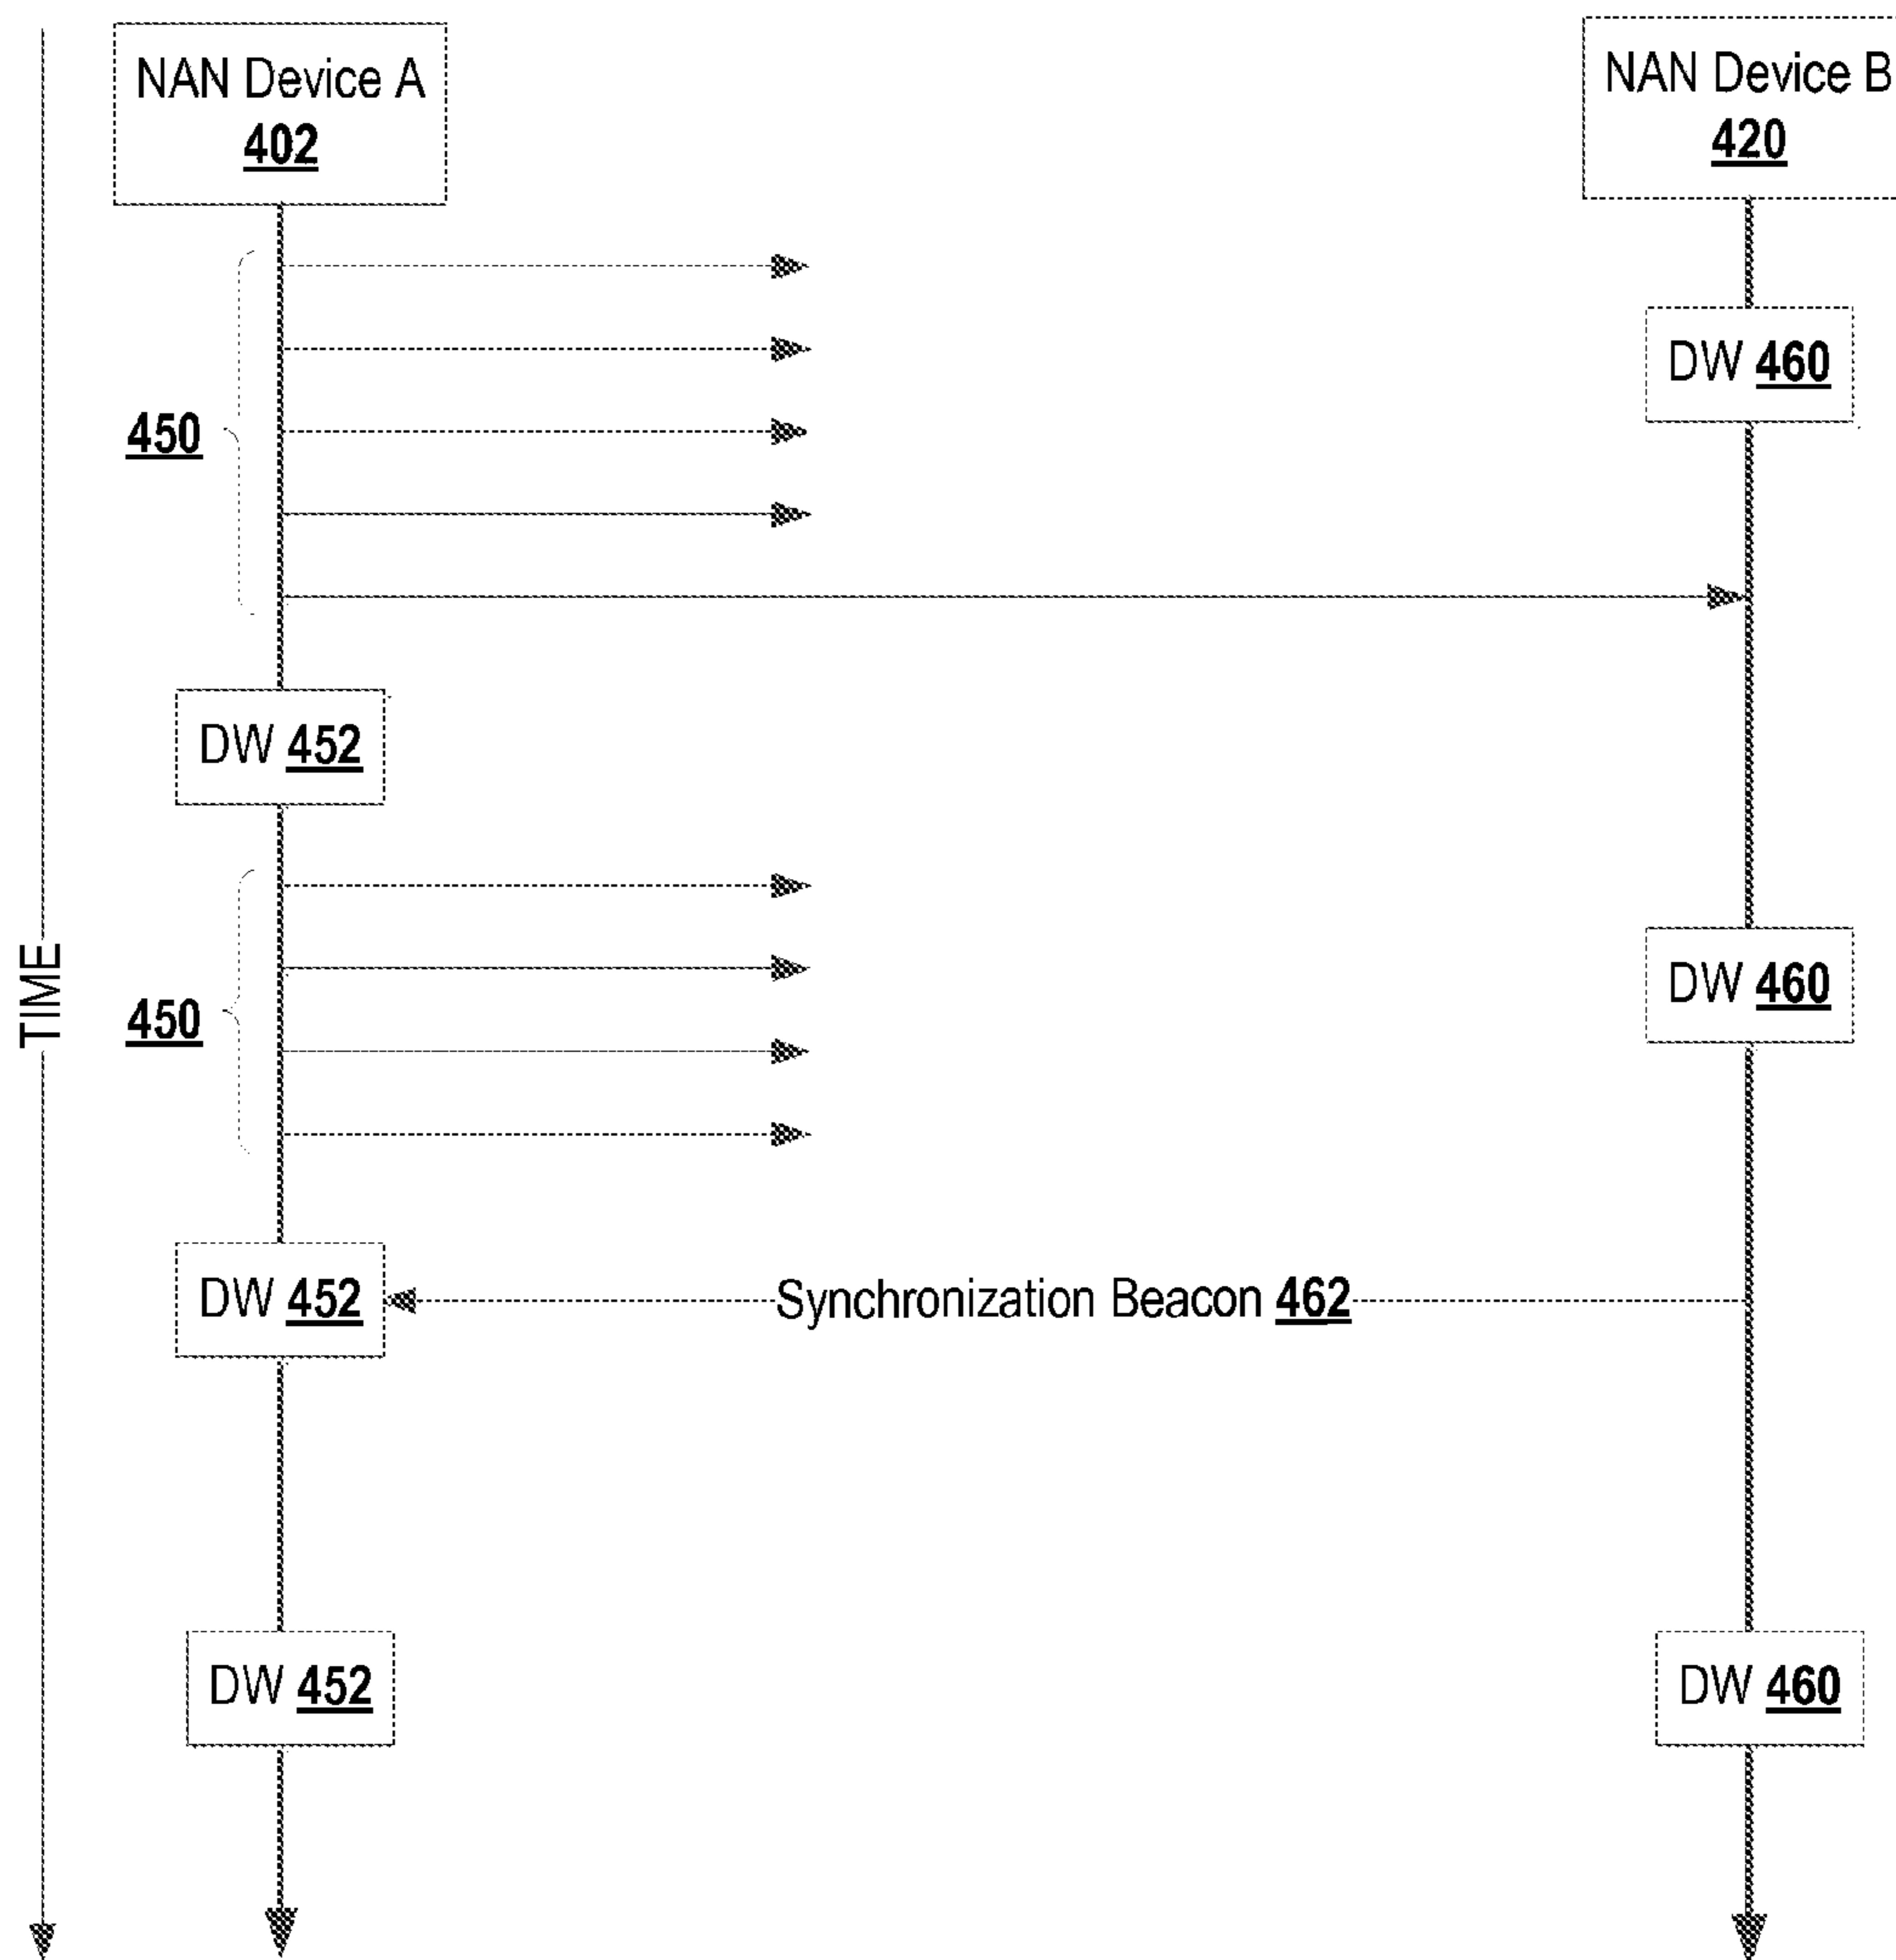 NAN Device A
402
NAN Device B
420
DW 460
450
DW 452
TIME
450
DW 460
DW 452
Synchronization Beacon 462
DW 452
DW 460